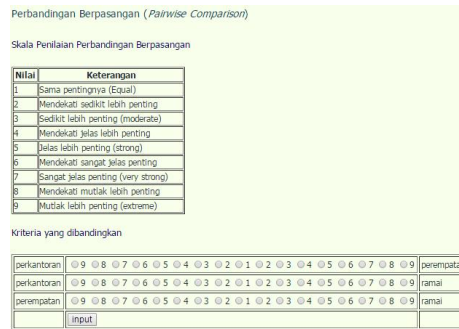 Perbandingan Berpasangan (Pairwise Comparison)
Skala Penilaian Perbandingan Berpasangan
Nilai Keterangan
1 Sama pentingnya (Equal)
2 Mendekati sedikit lebih penting
3 Sedikit lebih penting (moderate)
4 Mendekati jelas lebih penting
5 Jelas lebih penting (strong)
6 Mendekati sangat jelas penting
7 Sangat jelas penting (very strong)
8 Mendekati mutlak lebih penting
9 Mutlak lebih penting (extreme)
Kriteria yang dibandingkan
perkantoran 9 8 7 6 5 4 3 2 1 2 3 4 5 6 7 8 9 perempata
perkantoran 9 8 7 6 5 4 3 2 1 2 3 4 5 6 7 8 9 ramai
perempatan 9 8 7 6 5 4 3 2 1 2 3 4 5 6 7 8 9 ramai
input